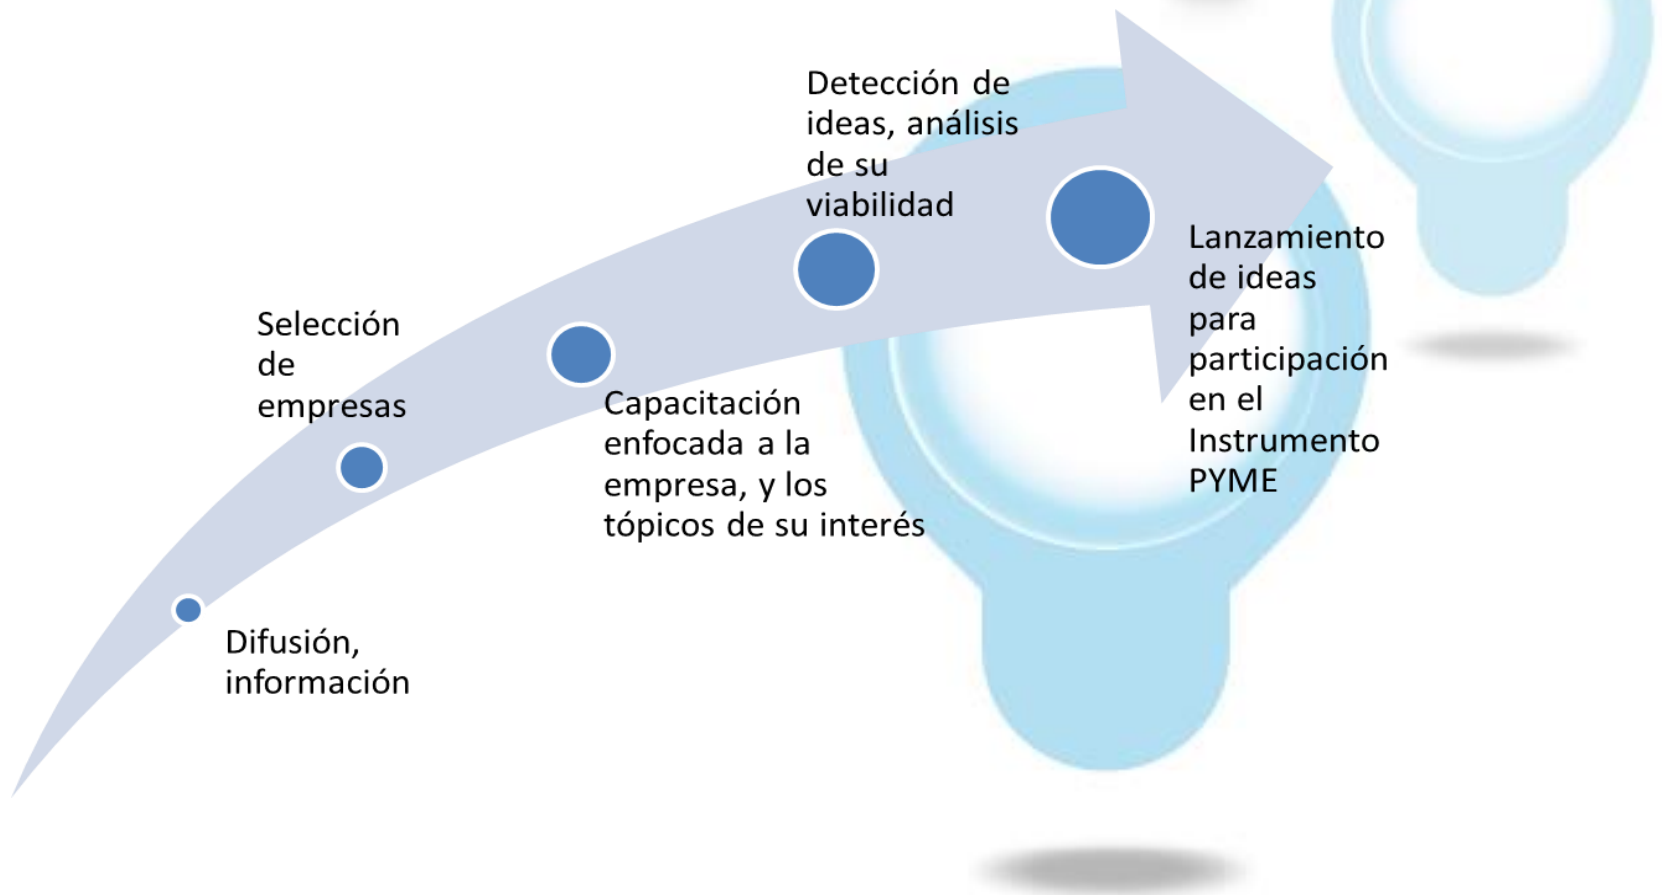 Difusión,
información
Selección
de
empresas
Capacitación
enfocada a la
empresa, y los
tópicos de su interés
Detección de
ideas, análisis
de su
viabilidad
Lanzamiento
de ideas
para
participación
en el
Instrumento
PYME